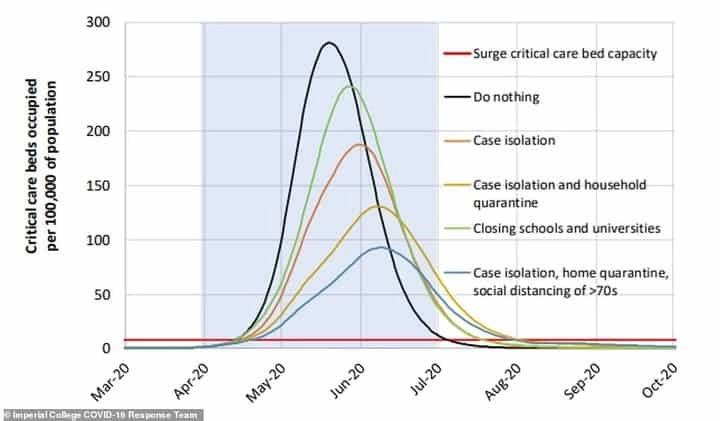 Critical care beds occupied
per 100,000 of population
300
250
200
150
100
50
0
Surge critical care bed capacity
Do nothing
Case isolation
Case isolation and household
quarantine
Closing schools and universities
Case isolation, home quarantine,
social distancing of >70s
Mar-20
Apr-20
May-20
Jun-20
Jul-20
Aug-20
Sep-20
Oct-20
© Imperial College COVID-19 Response Team